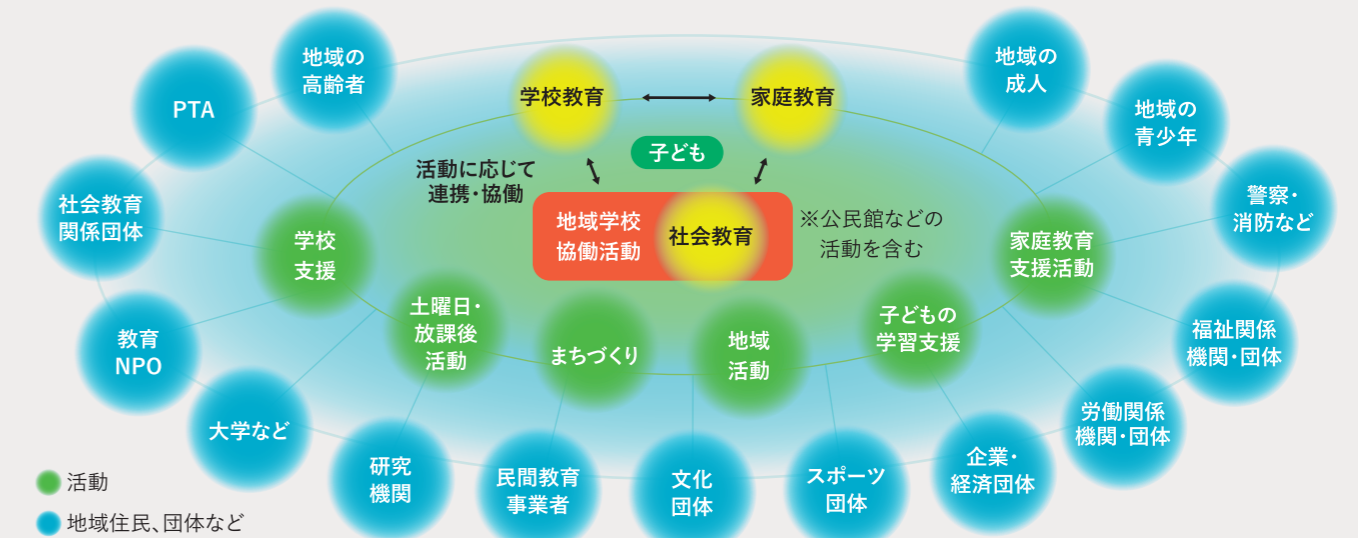 地域の
高齢者
PTA
社会教育
関係団体
教育
NPO
大学など
研究
機関
民間教育
事業者
文化
団体
スポーツ
団体
企業・
経済団体
労働関係
機関・団体
福祉関係
機関・団体
警察・
消防など
地域の
青少年
地域の
成人
学校教育
家庭教育
子ども
活動に応じて
連携・協働
地域学校
協働活動
社会教育
※公民館などの
活動を含む
学校
支援
土曜日・
放課後
活動
まちづくり
地域
活動
子どもの
学習支援
家庭教育
支援活動
活動
地域住民、団体など